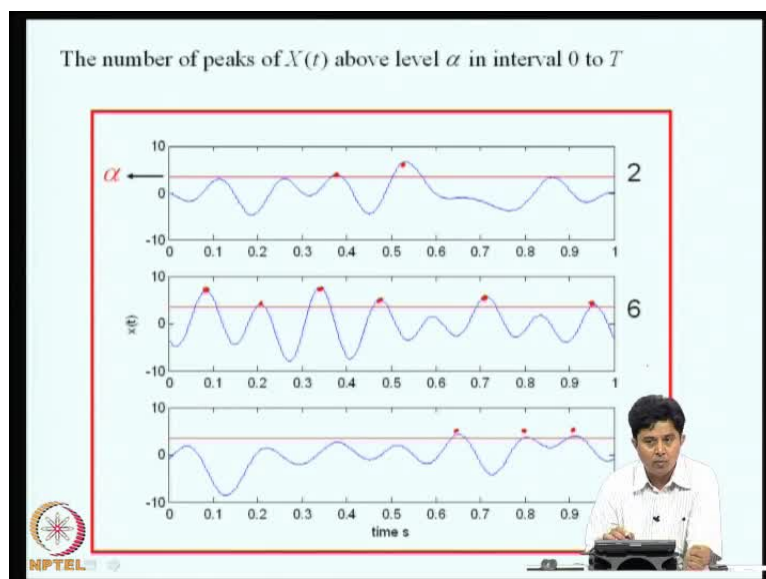 The number of peaks of X(t) above level α in interval 0 to T
10
α
0
-10
0 0.1 0.2 0.3 0.4 0.5 0.6 0.7 0.8 0.9 1
2
10
x(t)
0
-10
0 0.1 0.2 0.3 0.4 0.5 0.6 0.7 0.8 0.9 1
6
10
0
-10
0 0.1 0.2 0.3 0.4 0.5 0.6 0.7 0.8 0.9
time s
NPTEL